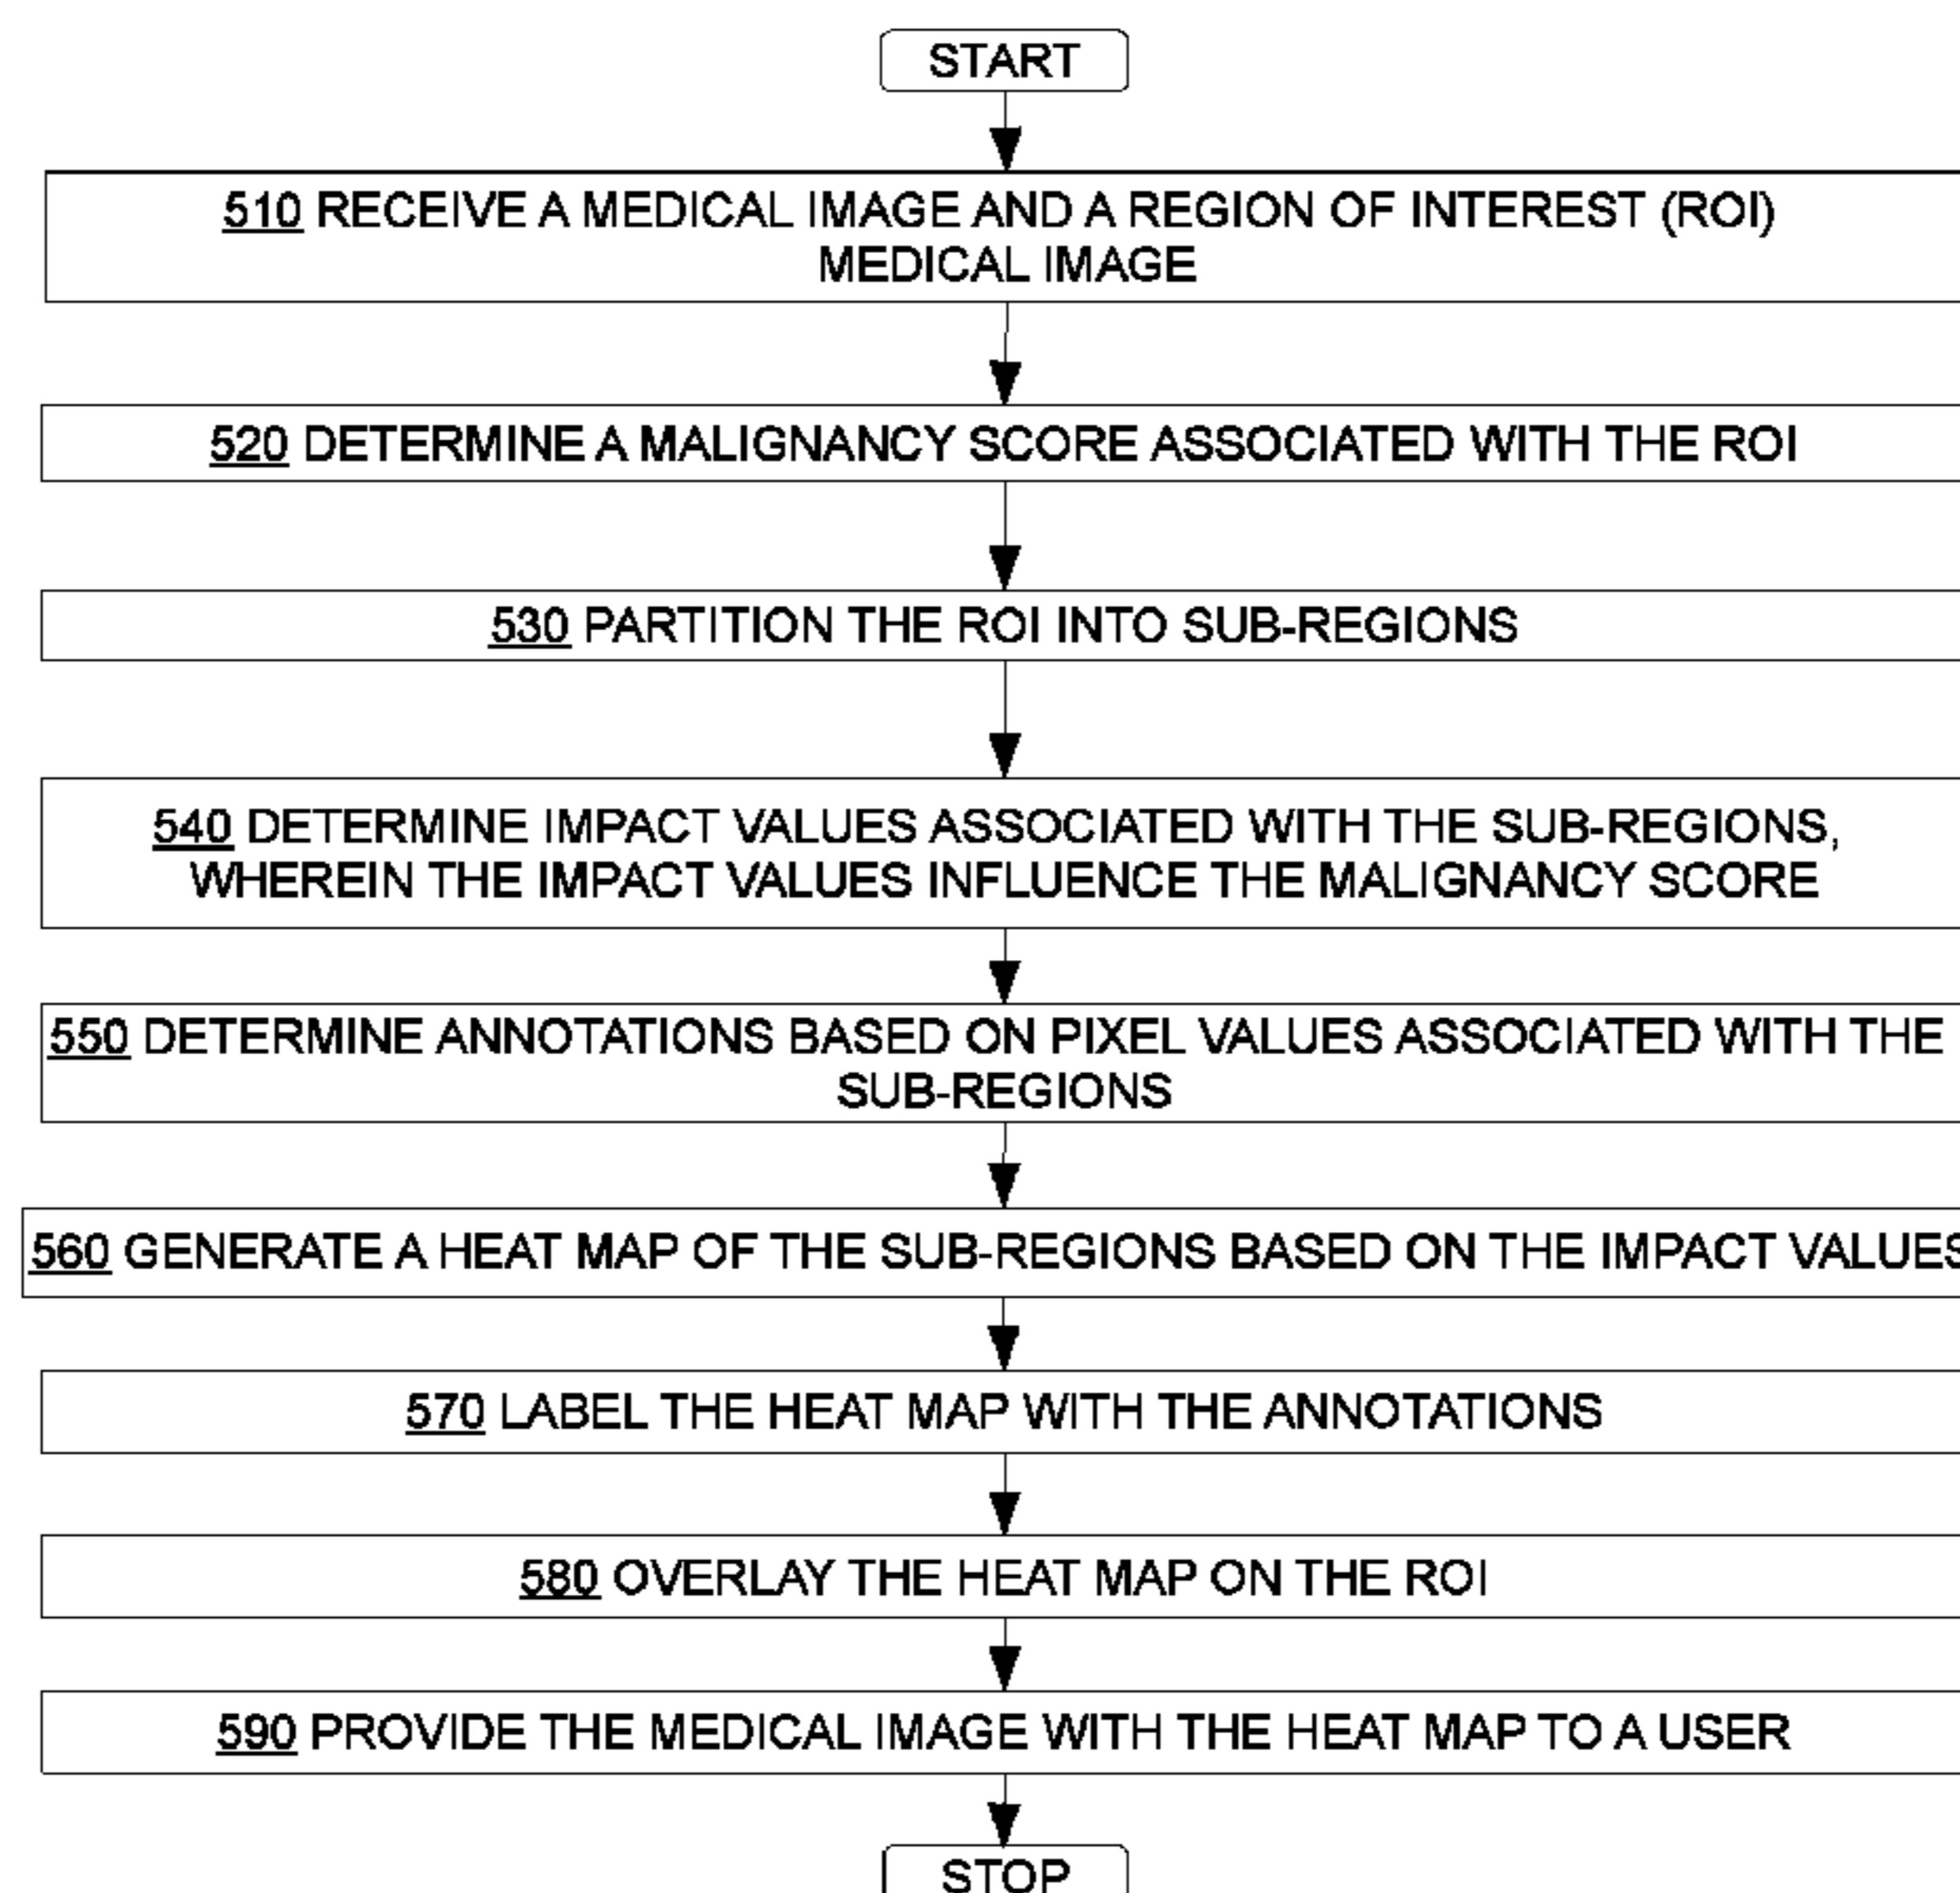 START
510 RECEIVE A MEDICAL IMAGE AND A REGION OF INTEREST (ROI)
MEDICAL IMAGE
520 DETERMINE A MALIGNANCY SCORE ASSOCIATED WITH THE ROI
530 PARTITION THE ROI INTO SUB-REGIONS
540 DETERMINE IMPACT VALUES ASSOCIATED WITH THE SUB-REGIONS,
WHEREIN THE IMPACT VALUES INFLUENCE THE MALIGNANCY SCORE
550 DETERMINE ANNOTATIONS BASED ON PIXEL VALUES ASSOCIATED WITH THE
SUB-REGIONS
560 GENERATE A HEAT MAP OF THE SUB-REGIONS BASED ON THE IMPACT VALUES
570 LABEL THE HEAT MAP WITH THE ANNOTATIONS
580 OVERLAY THE HEAT MAP ON THE ROI
590 PROVIDE THE MEDICAL IMAGE WITH THE HEAT MAP TO A USER
STOP